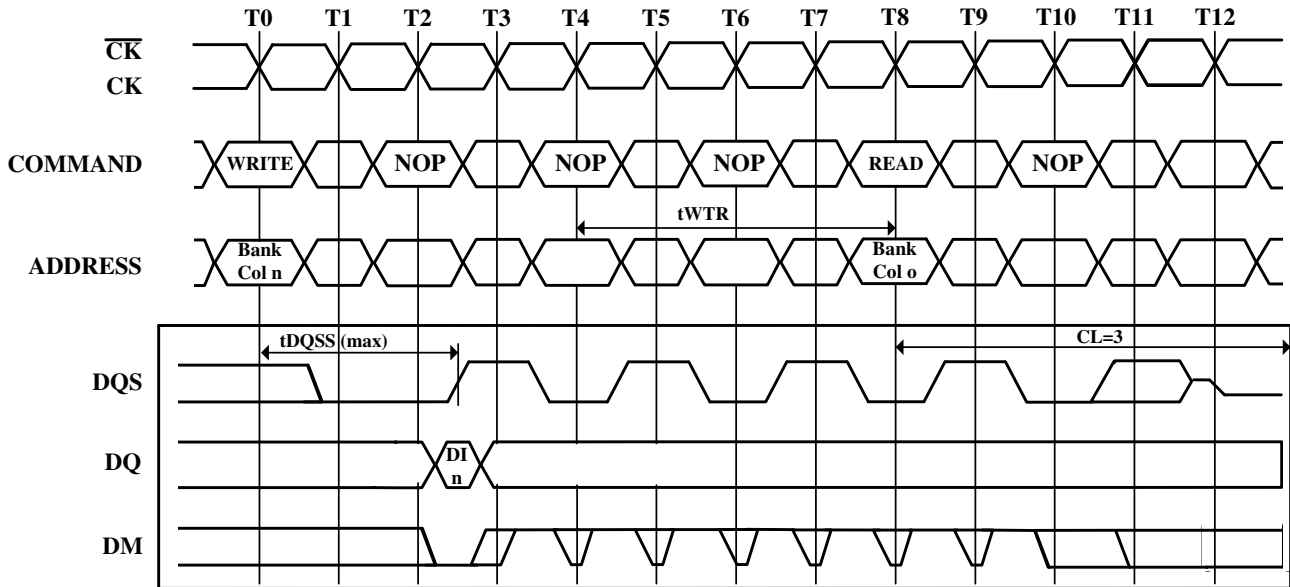 T0 T1 T2 T3 T4 T5 T6 T7 T8 T9 T10 T11 T12
CK
CK
COMMAND WRITE NOP NOP NOP READ NOP
tWTR
ADDRESS Bank Col n Bank Col o
tDQSS (max) CL=3
DQS
DQ DI n
DM